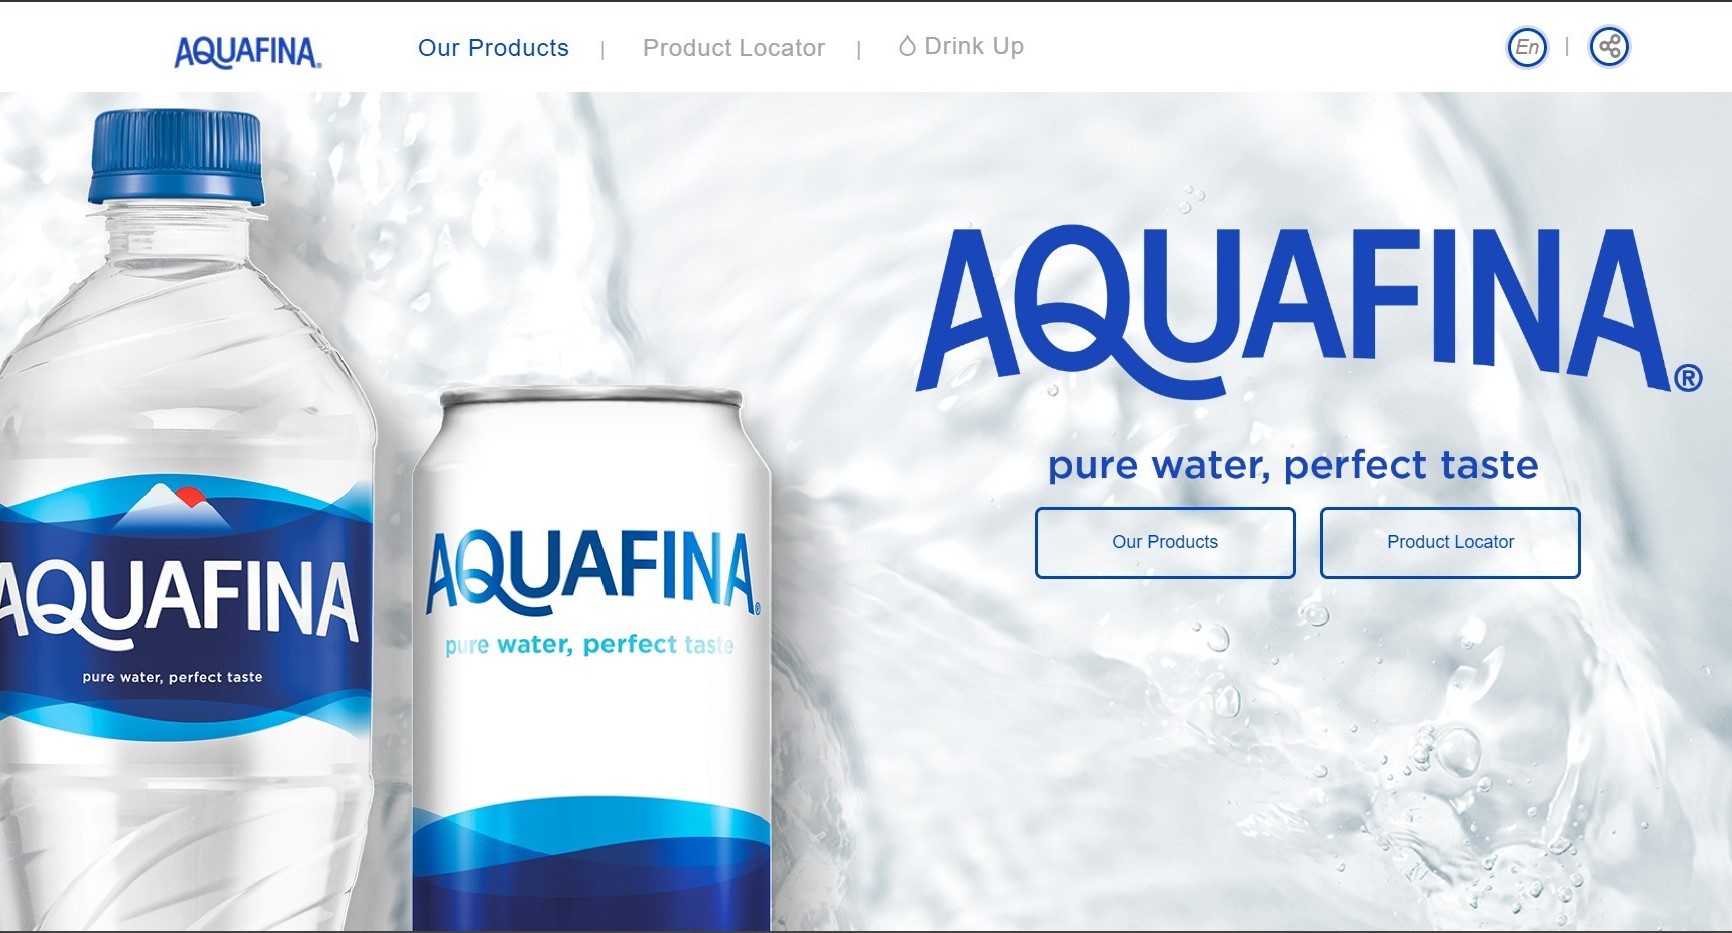 AQUAFINA®
Our Products | Product Locator | Drink Up
En |
AQUAFINA®
pure water, perfect taste
Our Products
Product Locator
AQUAFINA
pure water, perfect taste
AQUAFINA®
pure water, perfect taste